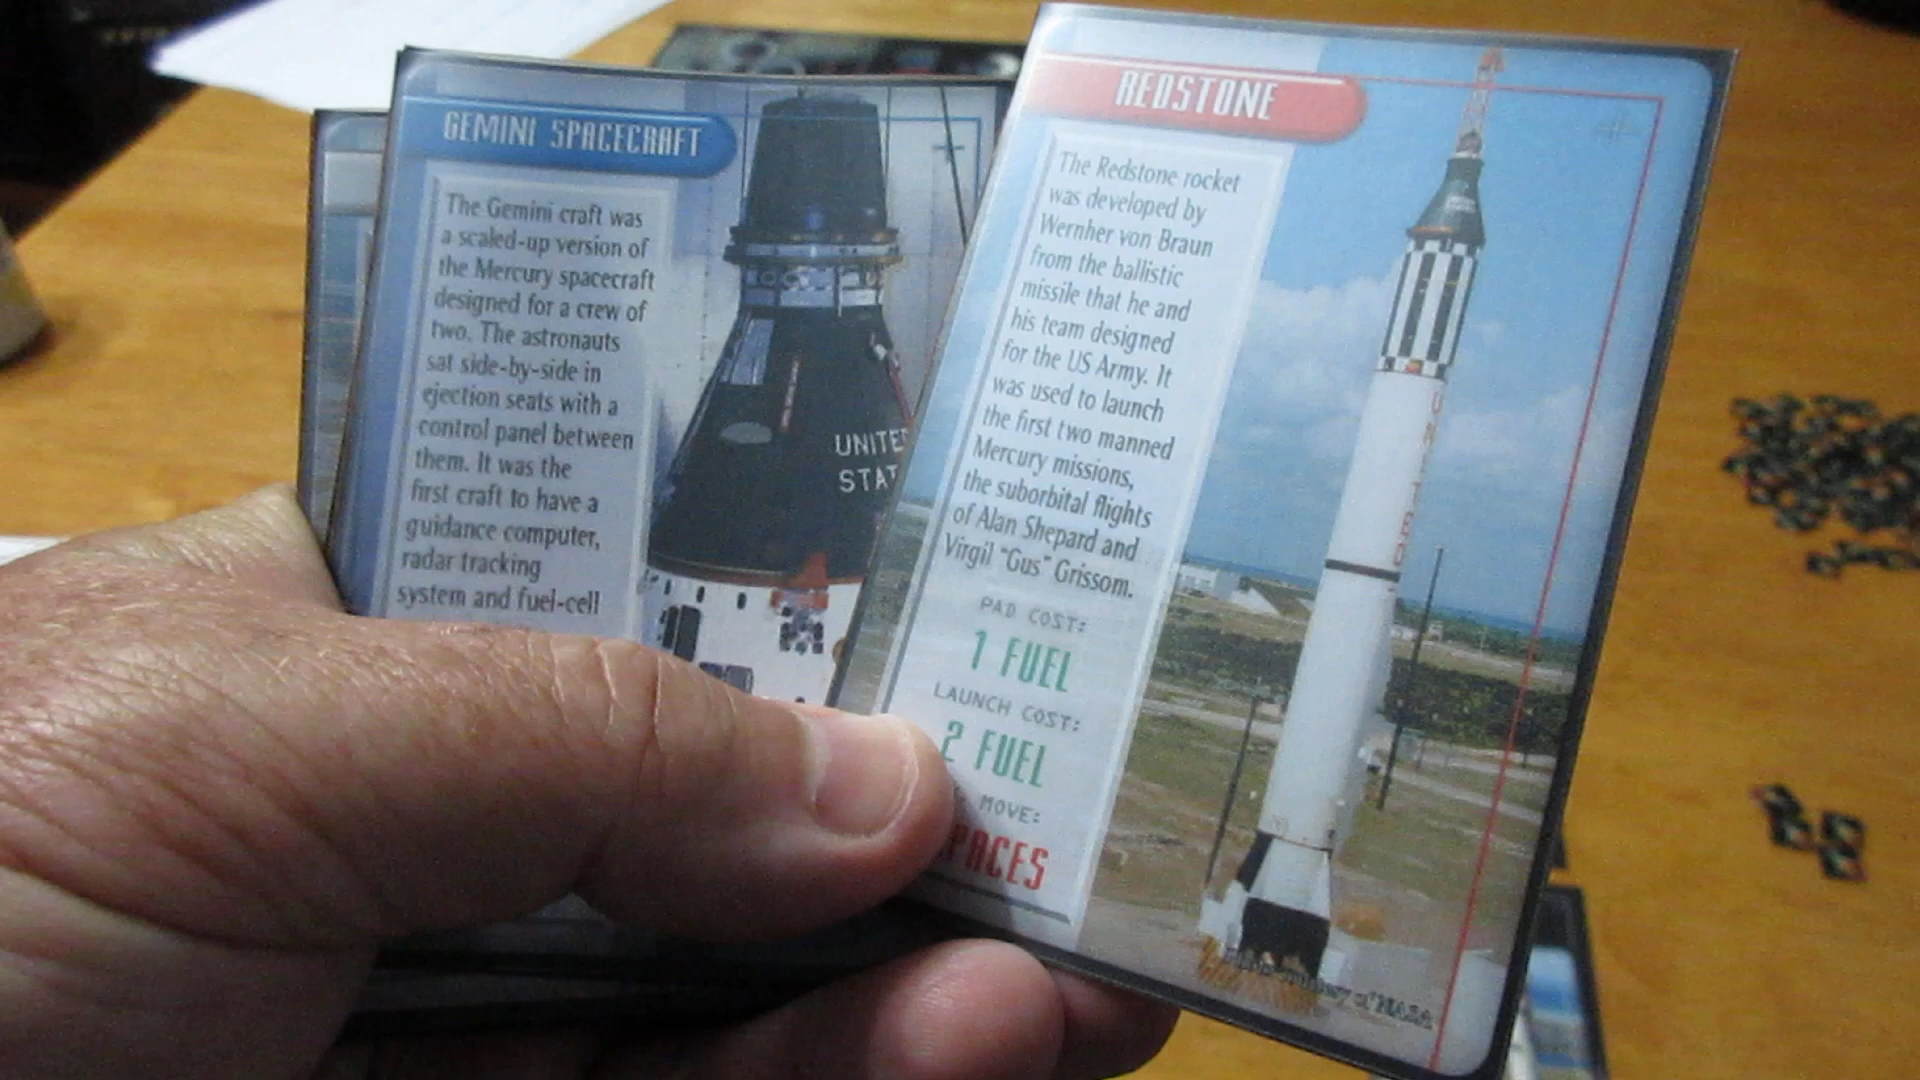 GEMINI SPACECRAFT
The Gemini craft was
a scaled-up version of
the Mercury spacecraft
designed for a crew of
two. The astronauts
sat side-by-side in
ejection seats with a
control panel between
them. It was the
first craft to have a
guidance computer,
radar tracking
system and fuel-cell
UNITED
STAT
REDSTONE
The Redstone rocket
was developed by
Wernher von Braun
from the ballistic
missile that he and
his team designed
for the US Army. It
was used to launch
the first two manned
Mercury missions,
the suborbital flights
of Alan Shepard and
Virgil "Gus" Grissom.
PAD COST:
1 FUEL
LAUNCH COST:
2 FUEL
MOVE:
SPACES
UNITED
of NASA